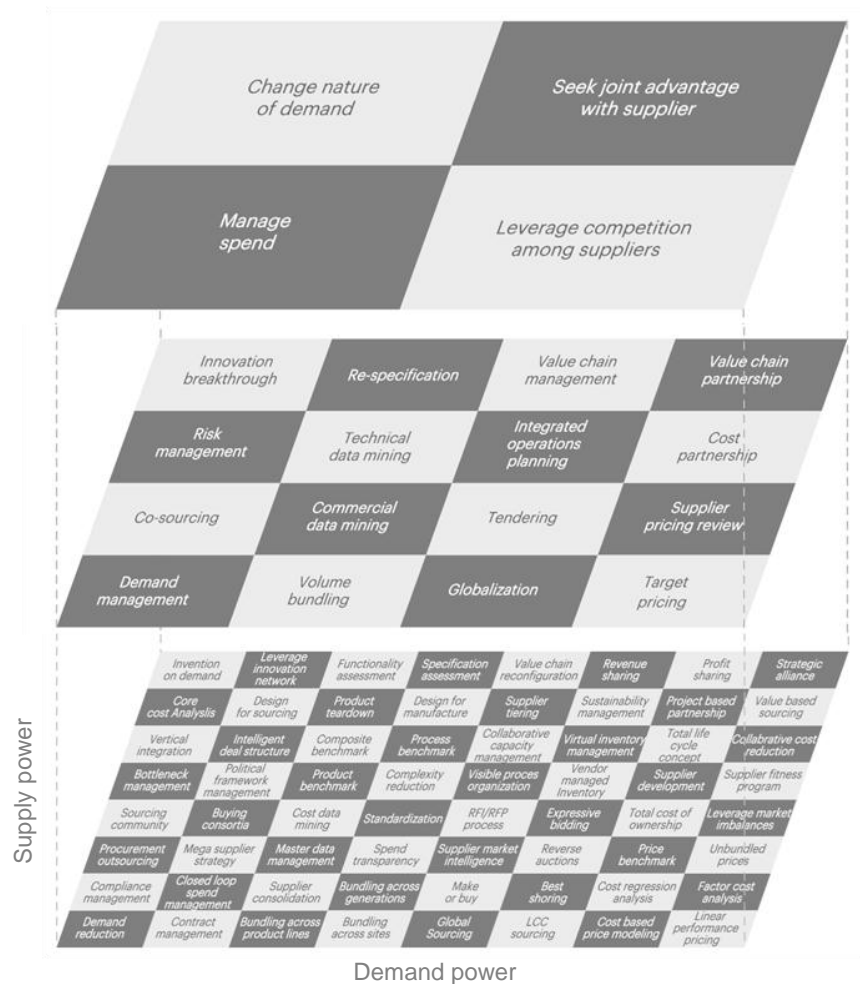 Change nature
of demand
Seek joint advantage
with supplier
Manage
spend
Leverage competition
among suppliers
Innovation
breakthrough
Re-specification
Value chain
management
Value chain
partnership
Risk
management
Technical
data mining
Integrated
operations
planning
Cost
partnership
Co-sourcing
Commercial
data mining
Tendering
Supplier
pricing review
Demand
management
Volume
bundling
Globalization
Target
pricing
Invention
on demand
Leverage
innovation
network
Functionality
assessment
Specification
assessment
Value chain
reconfiguration
Revenue
sharing
Profit
sharing
Strategic
alliance
Core
cost Analyslis
Design
for sourcing
Product
teardown
Design for
manufacture
Supplier
tiering
Sustainability
management
Project based
partnership
Value based
sourcing
Vertical
integration
Intelligent
deal structure
Composite
benchmark
Process
benchmark
Collaborative
capacity
management
Virtual inventory
management
Total life
cycle
concept
Collabrative cost
reduction
Bottleneck
management
Political
framework
management
Product
benchmark
Complexity
reduction
Visible proces
organization
Vendor
managed
Inventory
Supplier
development
Supplier fitness
program
Sourcing
community
Buying
consortia
Cost data
mining
Standardization
RFI/RFP
process
Expressive
bidding
Total cost of
ownership
Leverage market
imbalances
Procurement
outsourcing
Mega supplier
strategy
Master data
management
Spend
transparency
Supplier market
intelligence
Reverse
auctions
Price
benchmark
Unbundled
prices
Compliance
management
Closed loop
spend
management
Supplier
consolidation
Bundling across
generations
Make
or buy
Best
shoring
Cost regression
analysis
Factor cost
analysis
Demand
reduction
Contract
management
Bundling across
product lines
Bundling
across sites
Global
Sourcing
LCC
sourcing
Cost based
price modeling
Linear
performance
pricing
Supply power
Demand power